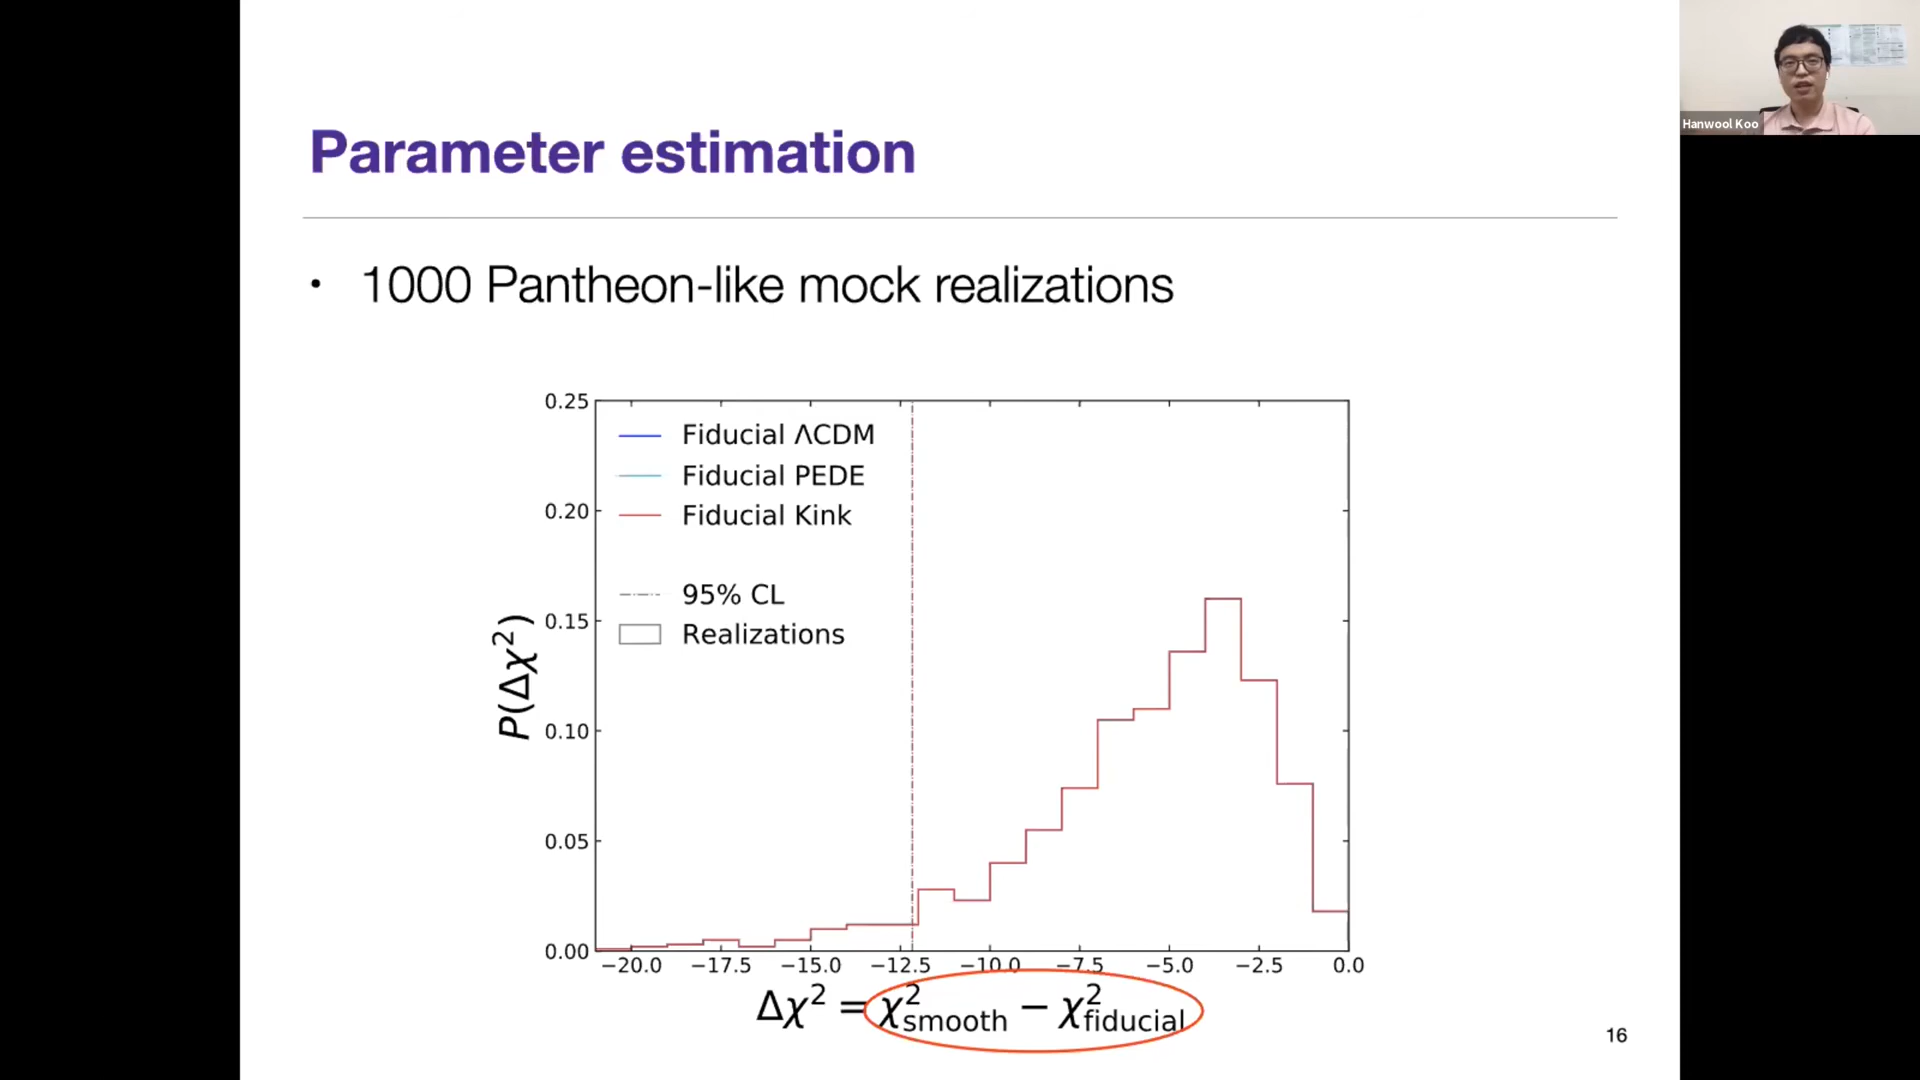 Hanwool Koo
Parameter estimation
• 1000 Pantheon-like mock realizations
0.25
0.20
0.15
0.10
0.05
0.00
P(Δχ²)
Fiducial ΛCDM
Fiducial PEDE
Fiducial Kink
95% CL
Realizations
−20.0 −17.5 −15.0 −12.5 −10.0 −7.5 −5.0 −2.5 0.0
Δχ² = χ²smooth − χ²fiducial
16